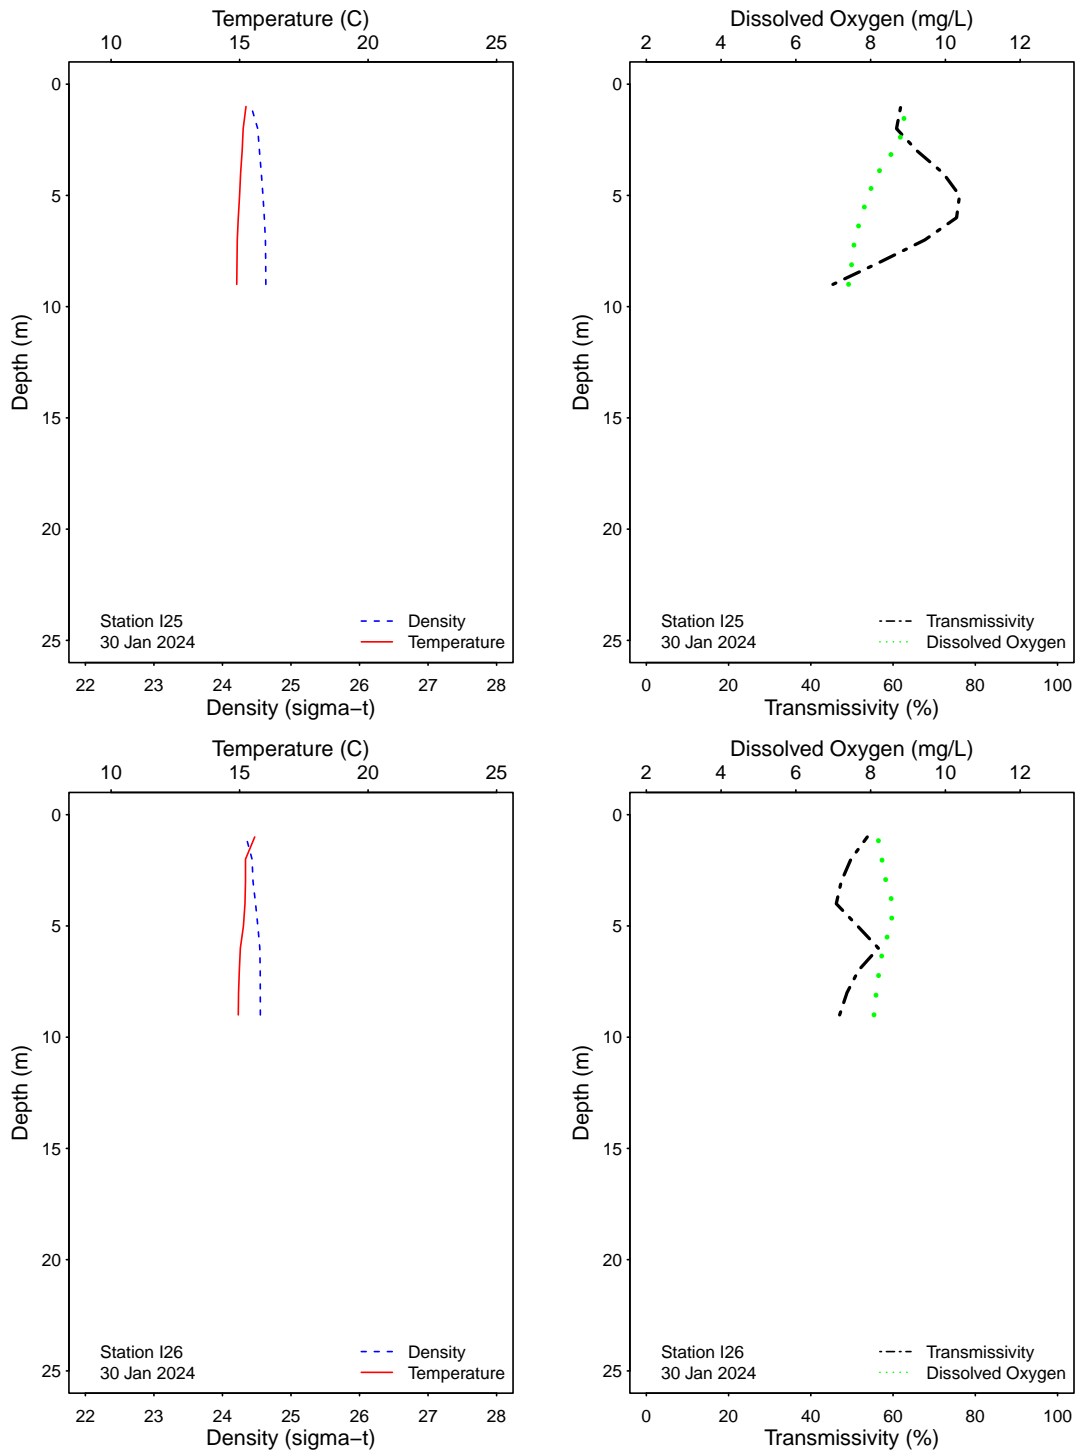 Temperature (C)
10 15 20 25
0
5
10
15
20
25
Depth (m)
Station I25
30 Jan 2024
Density
Temperature
22 23 24 25 26 27 28
Density (sigma−t)
Dissolved Oxygen (mg/L)
2 4 6 8 10 12
0
5
10
15
20
25
Depth (m)
Station I25
30 Jan 2024
Transmissivity
Dissolved Oxygen
0 20 40 60 80 100
Transmissivity (%)
Temperature (C)
10 15 20 25
0
5
10
15
20
25
Depth (m)
Station I26
30 Jan 2024
Density
Temperature
22 23 24 25 26 27 28
Density (sigma−t)
Dissolved Oxygen (mg/L)
2 4 6 8 10 12
0
5
10
15
20
25
Depth (m)
Station I26
30 Jan 2024
Transmissivity
Dissolved Oxygen
0 20 40 60 80 100
Transmissivity (%)